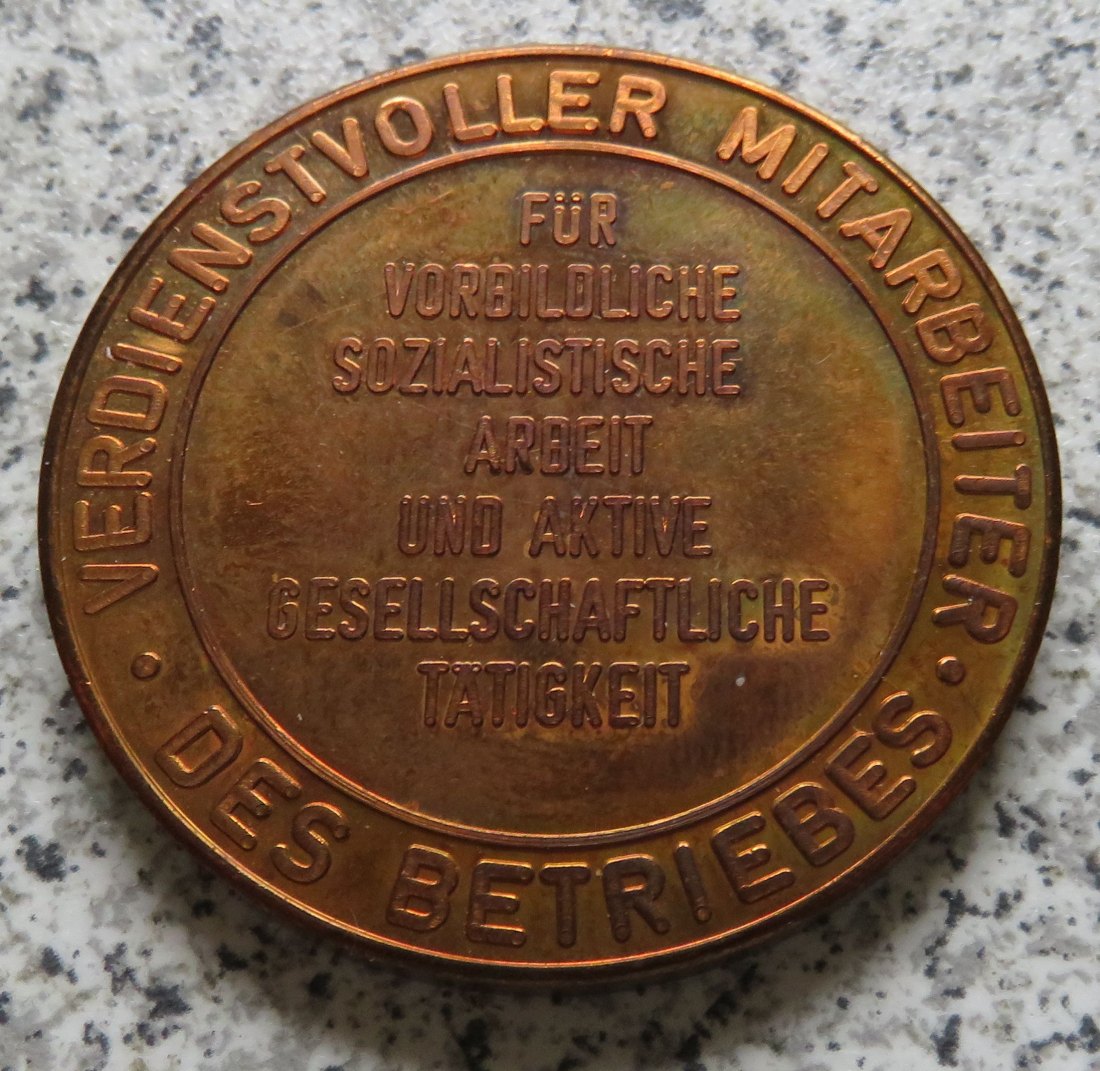 VERDIENSTVOLLER MITARBEITER
· DES BETRIEBES ·
FÜR
VORBILDLICHE
SOZIALISTISCHE
ARBEIT
UND AKTIVE
GESELLSCHAFTLICHE
TÄTIGKEIT